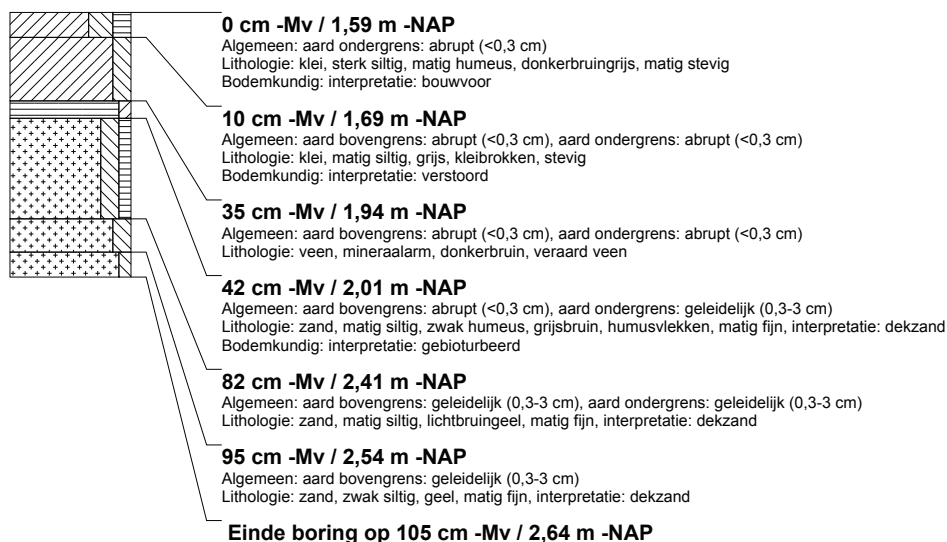 0 cm -Mv / 1,59 m -NAP
Algemeen: aard ondergrens: abrupt (<0,3 cm)
Lithologie: klei, sterk siltig, matig humeus, donkerbruingrijs, matig stevig
Bodemkundig: interpretatie: bouwvoor
10 cm -Mv / 1,69 m -NAP
Algemeen: aard bovengrens: abrupt (<0,3 cm), aard ondergrens: abrupt (<0,3 cm)
Lithologie: klei, matig siltig, grijs, kleibrokken, stevig
Bodemkundig: interpretatie: verstoord
35 cm -Mv / 1,94 m -NAP
Algemeen: aard bovengrens: abrupt (<0,3 cm), aard ondergrens: abrupt (<0,3 cm)
Lithologie: veen, mineraalarm, donkerbruin, veraard veen
42 cm -Mv / 2,01 m -NAP
Algemeen: aard bovengrens: abrupt (<0,3 cm), aard ondergrens: geleidelijk (0,3-3 cm)
Lithologie: zand, matig siltig, zwak humeus, grijsbruin, humusvlekken, matig fijn, interpretatie: dekzand
Bodemkundig: interpretatie: gebioturbeerd
82 cm -Mv / 2,41 m -NAP
Algemeen: aard bovengrens: geleidelijk (0,3-3 cm), aard ondergrens: geleidelijk (0,3-3 cm)
Lithologie: zand, matig siltig, lichtbruingeel, matig fijn, interpretatie: dekzand
95 cm -Mv / 2,54 m -NAP
Algemeen: aard bovengrens: geleidelijk (0,3-3 cm)
Lithologie: zand, zwak siltig, geel, matig fijn, interpretatie: dekzand
Einde boring op 105 cm -Mv / 2,64 m -NAP